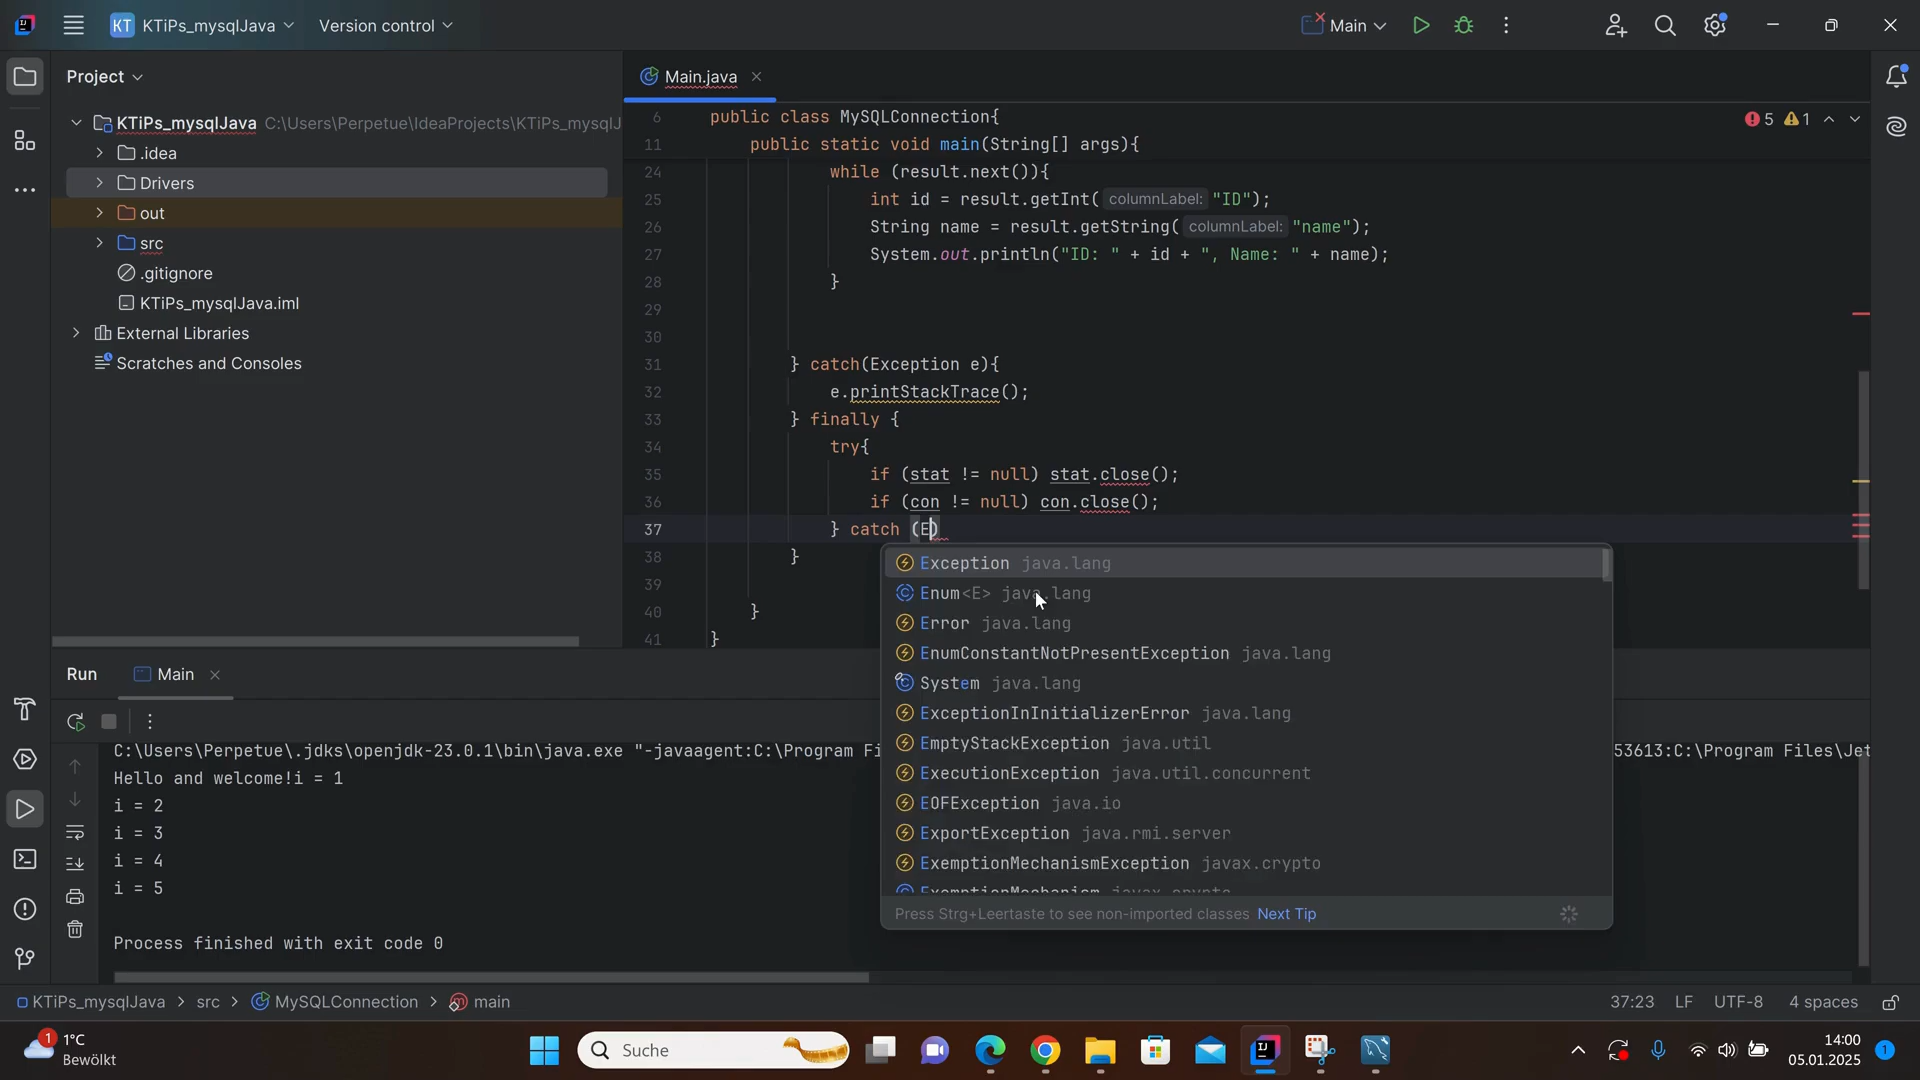 KT KTiPs_mysqlJava Version control Main
Project
Main.java
KTiPs_mysqlJava C:\Users\Perpetue\IdeaProjects\KTiPs_mysqlJ
.idea
Drivers
out
src
.gitignore
KTiPs_mysqlJava.iml
External Libraries
Scratches and Consoles
5 1
6 public class MySQLConnection{
11 public static void main(String[] args){
24 while (result.next()){
25 int id = result.getInt( columnLabel: "ID");
26 String name = result.getString( columnLabel: "name");
27 System.out.println("ID: " + id + ", Name: " + name);
28 }
29
30
31 } catch(Exception e){
32 e.printStackTrace();
33 } finally {
34 try{
35 if (stat != null) stat.close();
36 if (con != null) con.close();
37 } catch (E)
38 }
39
40 }
41 }
Exception java.lang
Enum<E> java.lang
Error java.lang
EnumConstantNotPresentException java.lang
System java.lang
ExceptionInInitializerError java.lang
EmptyStackException java.util
ExecutionException java.util.concurrent
EOFException java.io
ExportException java.rmi.server
ExemptionMechanismException javax.crypto
ExemptionMechanism javax.crypto
Press Strg+Leertaste to see non-imported classes Next Tip
Run Main
C:\Users\Perpetue\.jdks\openjdk-23.0.1\bin\java.exe "-javaagent:C:\Program Fi 53613:C:\Program Files\Jet
Hello and welcome!i = 1
i = 2
i = 3
i = 4
i = 5
Process finished with exit code 0
KTiPs_mysqlJava > src > MySQLConnection > main 37:23 LF UTF-8 4 spaces
1
1°C
Bewölkt
Suche
14:00
05.01.2025
1